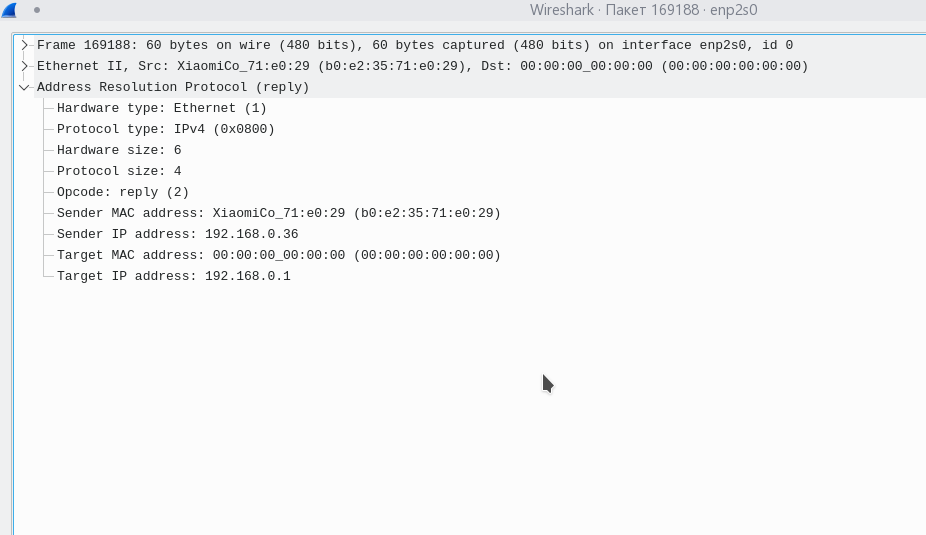 Wireshark · Пакет 169188 · enp2s0
Frame 169188: 60 bytes on wire (480 bits), 60 bytes captured (480 bits) on interface enp2s0, id 0
Ethernet II, Src: XiaomiCo_71:e0:29 (b0:e2:35:71:e0:29), Dst: 00:00:00_00:00:00 (00:00:00:00:00:00)
Address Resolution Protocol (reply)
Hardware type: Ethernet (1)
Protocol type: IPv4 (0x0800)
Hardware size: 6
Protocol size: 4
Opcode: reply (2)
Sender MAC address: XiaomiCo_71:e0:29 (b0:e2:35:71:e0:29)
Sender IP address: 192.168.0.36
Target MAC address: 00:00:00_00:00:00 (00:00:00:00:00:00)
Target IP address: 192.168.0.1